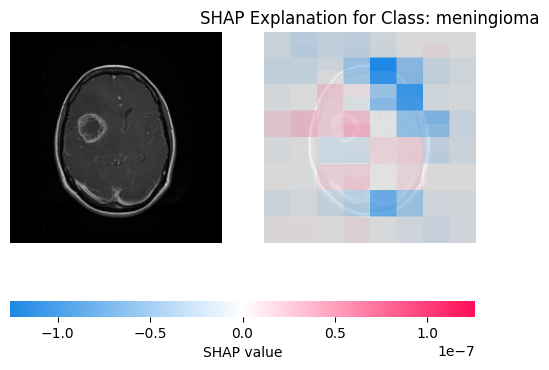 SHAP Explanation for Class: meningioma
−1.0 −0.5 0.0 0.5 1.0
SHAP value 1e−7